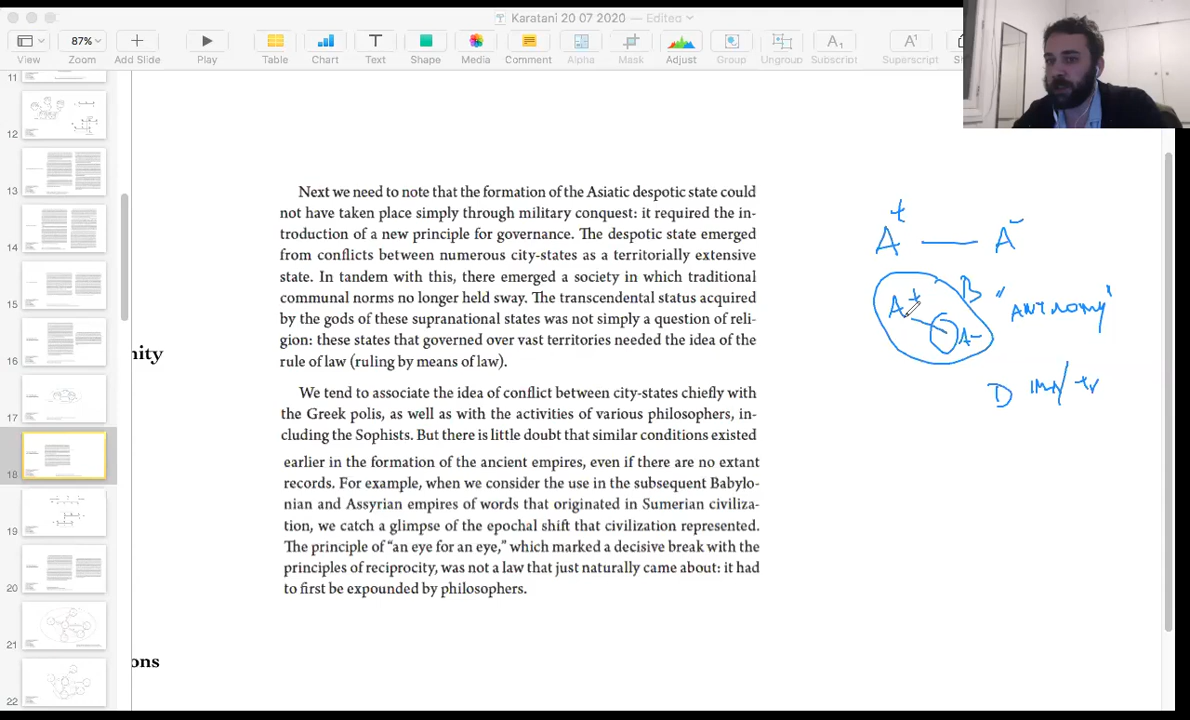 Karatani 20 07 2020 — Edited
87%
View
Zoom
Add Slide
Play
Table
Chart
Text
Shape
Media
Comment
Alpha
Mask
Adjust
Group
Ungroup
Subscript
Superscript
11
12
13
14
15
16
17
18
19
20
21
22
nity
ons
Next we need to note that the formation of the Asiatic despotic state could
not have taken place simply through military conquest: it required the in-
troduction of a new principle for governance. The despotic state emerged
from conflicts between numerous city-states as a territorially extensive
state. In tandem with this, there emerged a society in which traditional
communal norms no longer held sway. The transcendental status acquired
by the gods of these supranational states was not simply a question of reli-
gion: these states that governed over vast territories needed the idea of the
rule of law (ruling by means of law).
We tend to associate the idea of conflict between city-states chiefly with
the Greek polis, as well as with the activities of various philosophers, in-
cluding the Sophists. But there is little doubt that similar conditions existed
earlier in the formation of the ancient empires, even if there are no extant
records. For example, when we consider the use in the subsequent Babylo-
nian and Assyrian empires of words that originated in Sumerian civiliza-
tion, we catch a glimpse of the epochal shift that civilization represented.
The principle of “an eye for an eye,” which marked a decisive break with the
principles of reciprocity, was not a law that just naturally came about: it had
to first be expounded by philosophers.
A+ — A-
B
A+
A-
D